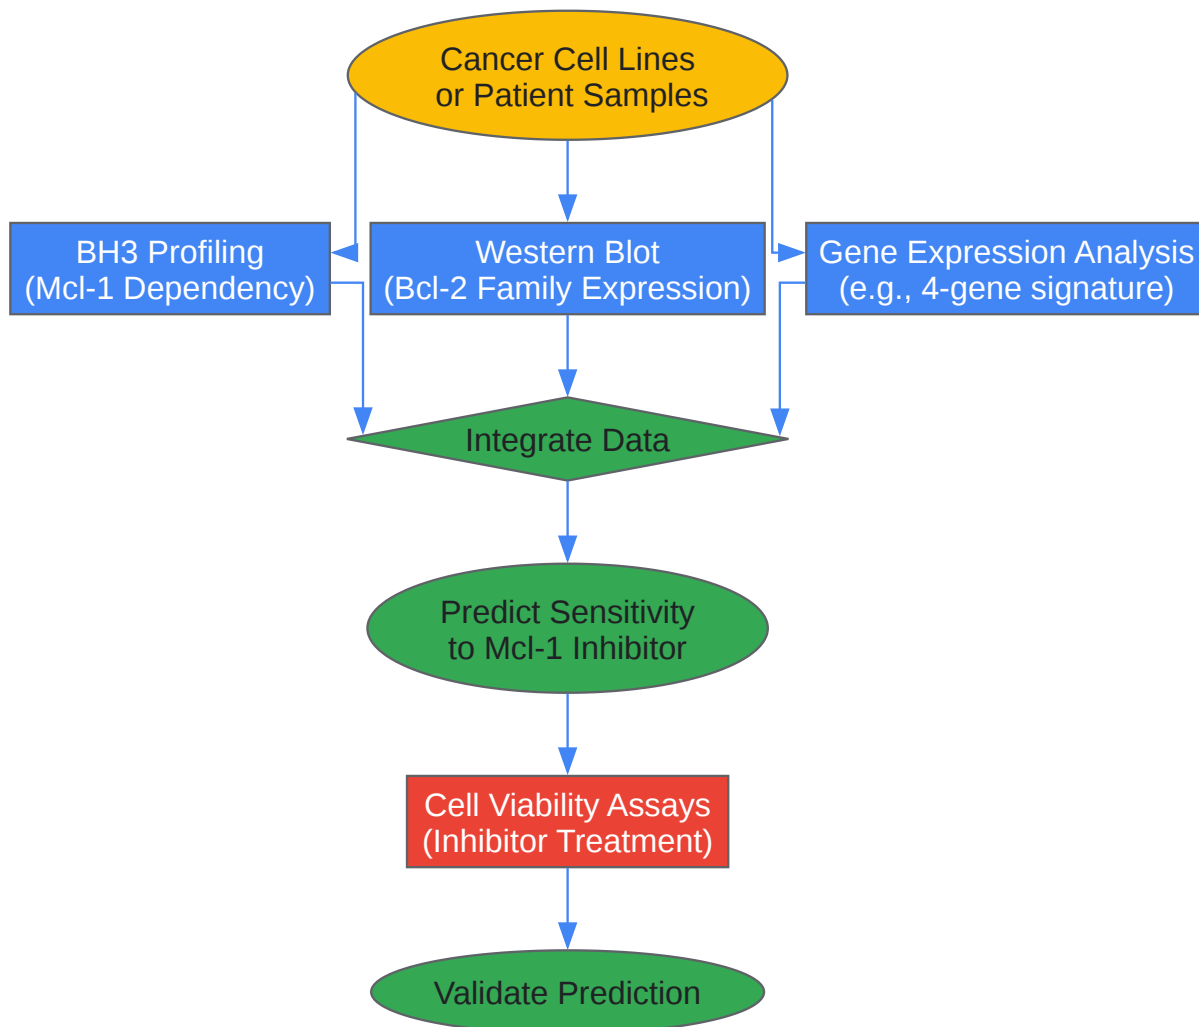 Cancer Cell Lines
or Patient Samples
BH3 Profiling
(Mcl-1 Dependency)
Western Blot
(Bcl-2 Family Expression)
Gene Expression Analysis
(e.g., 4-gene signature)
Integrate Data
Predict Sensitivity
to Mcl-1 Inhibitor
Cell Viability Assays
(Inhibitor Treatment)
Validate Prediction